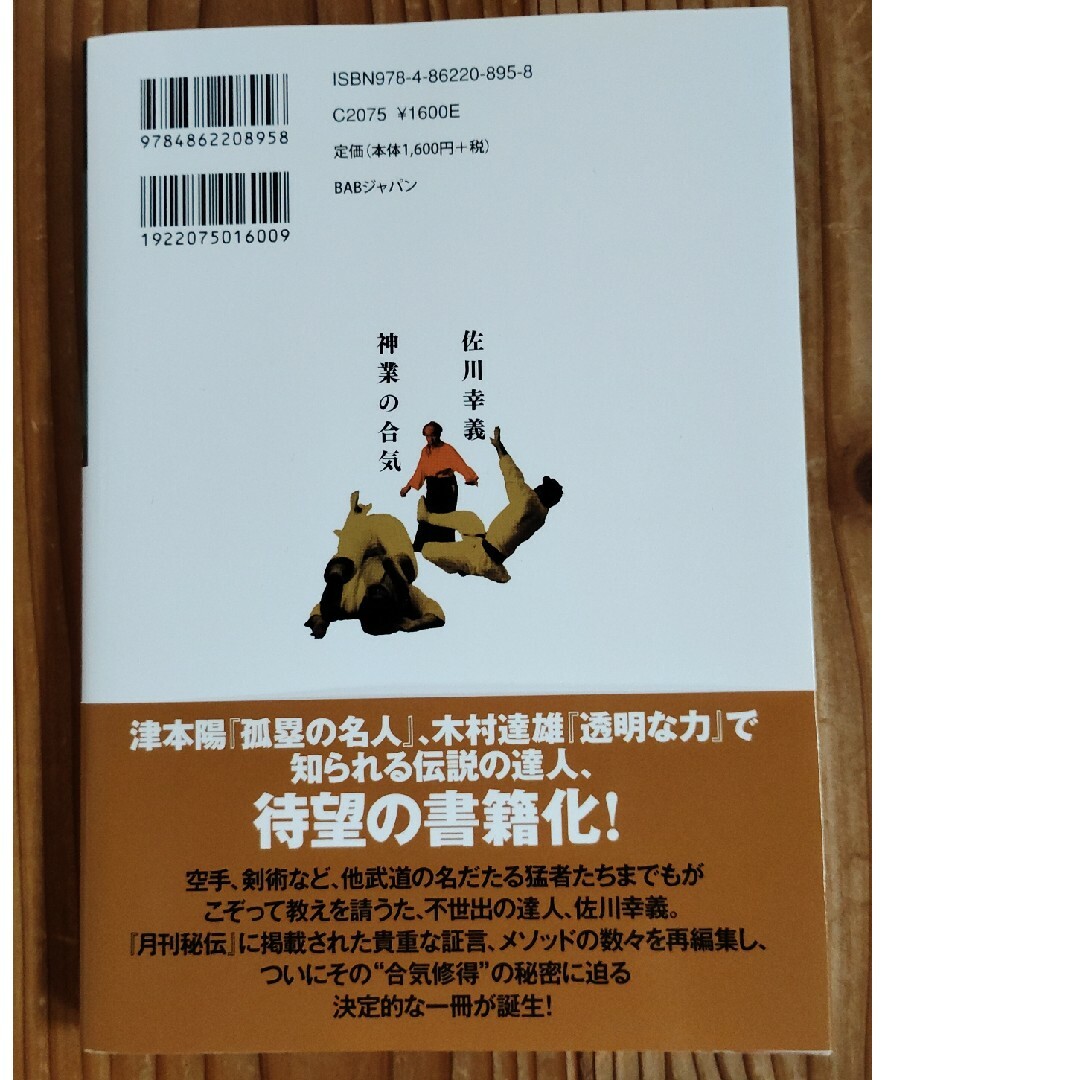 ISBN978-4-86220-895-8
9784862208958
C2075 ¥1600E
定価(本体1,600円+税)
BABジャパン
1922075016009
佐川幸義
神業の合気
津本陽『孤塁の名人』、木村達雄『透明な力』で
知られる伝説の達人、
待望の書籍化!
空手、剣術など、他武道の名だたる猛者たちまでもが
こぞって教えを請うた、不世出の達人、佐川幸義。
『月刊秘伝』に掲載された貴重な証言、メソッドの数々を再編集し、
ついにその“合気修得”の秘密に迫る
決定的な一冊が誕生!